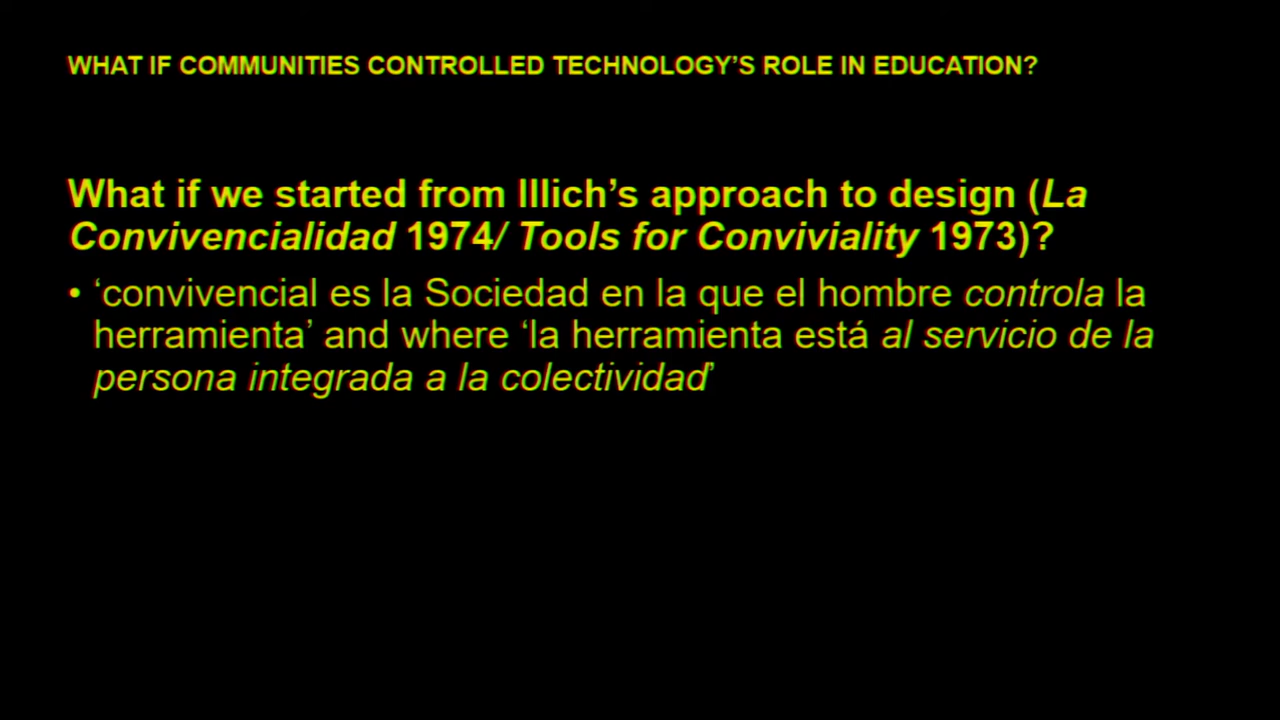 WHAT IF COMMUNITIES CONTROLLED TECHNOLOGY’S ROLE IN EDUCATION?
What if we started from Illich’s approach to design (La
Convivencialidad 1974/ Tools for Conviviality 1973)?
• ‘convivencial es la Sociedad en la que el hombre controla la
herramienta’ and where ‘la herramienta está al servicio de la
persona integrada a la colectividad’